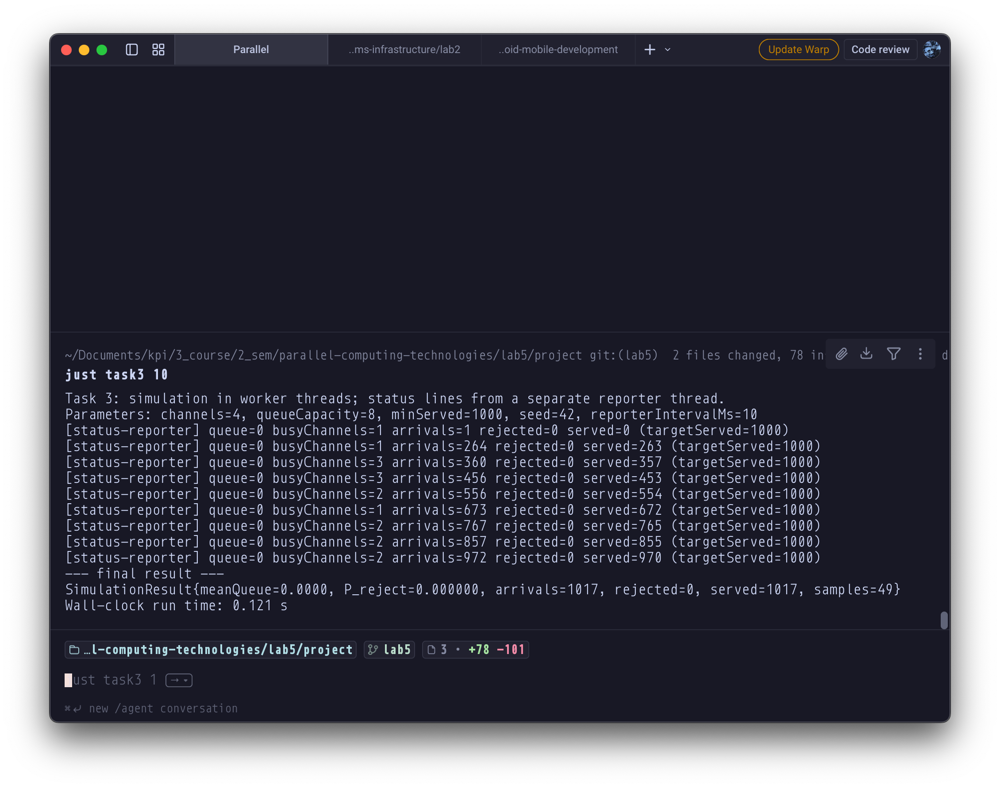 Parallel
..ms-infrastructure/lab2
..oid-mobile-development
Update Warp
Code review
~/Documents/kpi/3_course/2_sem/parallel-computing-technologies/lab5/project git:(lab5) 2 files changed, 78 in
d
just task3 10
Task 3: simulation in worker threads; status lines from a separate reporter thread.
Parameters: channels=4, queueCapacity=8, minServed=1000, seed=42, reporterIntervalMs=10
[status-reporter] queue=0 busyChannels=1 arrivals=1 rejected=0 served=0 (targetServed=1000)
[status-reporter] queue=0 busyChannels=1 arrivals=264 rejected=0 served=263 (targetServed=1000)
[status-reporter] queue=0 busyChannels=3 arrivals=360 rejected=0 served=357 (targetServed=1000)
[status-reporter] queue=0 busyChannels=3 arrivals=456 rejected=0 served=453 (targetServed=1000)
[status-reporter] queue=0 busyChannels=2 arrivals=556 rejected=0 served=554 (targetServed=1000)
[status-reporter] queue=0 busyChannels=1 arrivals=673 rejected=0 served=672 (targetServed=1000)
[status-reporter] queue=0 busyChannels=2 arrivals=767 rejected=0 served=765 (targetServed=1000)
[status-reporter] queue=0 busyChannels=2 arrivals=857 rejected=0 served=855 (targetServed=1000)
[status-reporter] queue=0 busyChannels=2 arrivals=972 rejected=0 served=970 (targetServed=1000)
--- final result ---
SimulationResult{meanQueue=0.0000, P_reject=0.000000, arrivals=1017, rejected=0, served=1017, samples=49}
Wall-clock run time: 0.121 s
…l-computing-technologies/lab5/project
lab5
3 • +78 -101
ust task3 1
⌘⏎ new /agent conversation